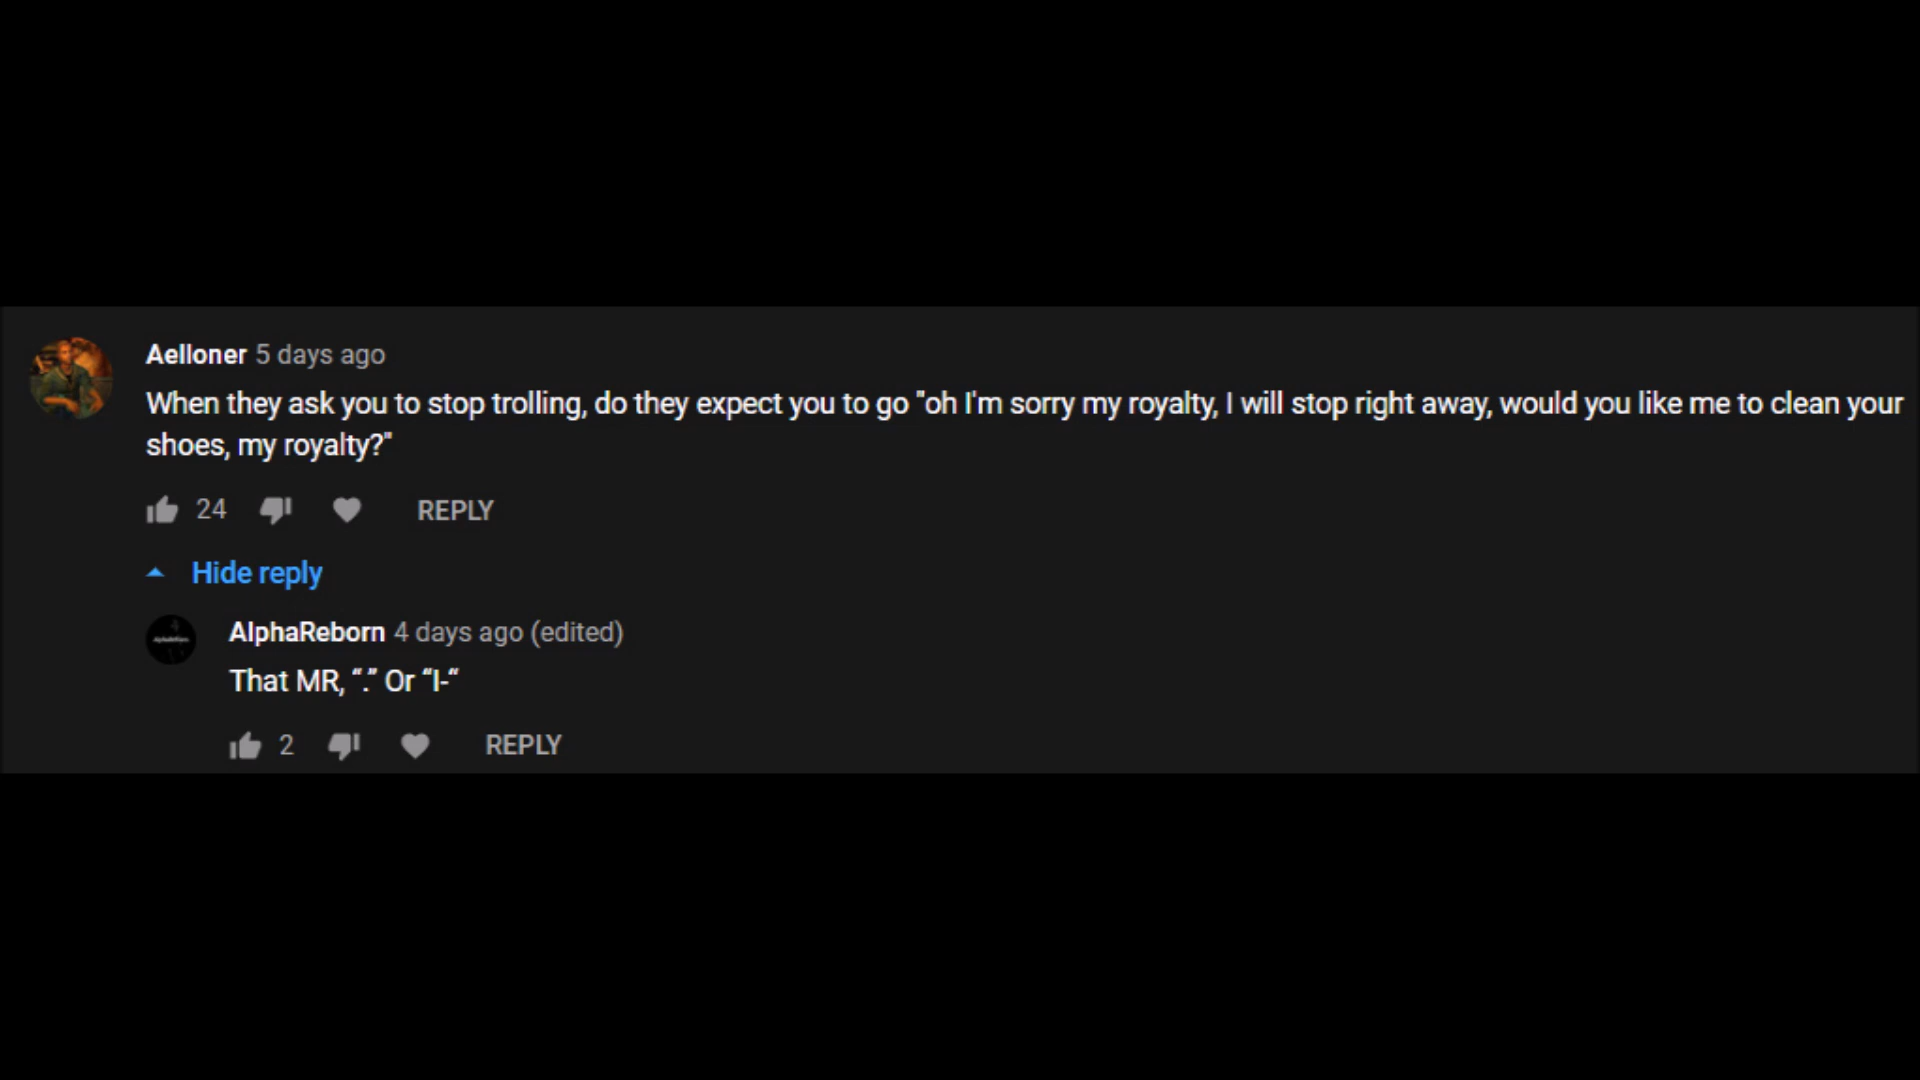 Aelloner 5 days ago
When they ask you to stop trolling, do they expect you to go "oh I'm sorry my royalty, I will stop right away, would you like me to clean your
shoes, my royalty?"
24 REPLY
Hide reply
AlphaReborn 4 days ago (edited)
That MR, “.” Or “I-“
2 REPLY